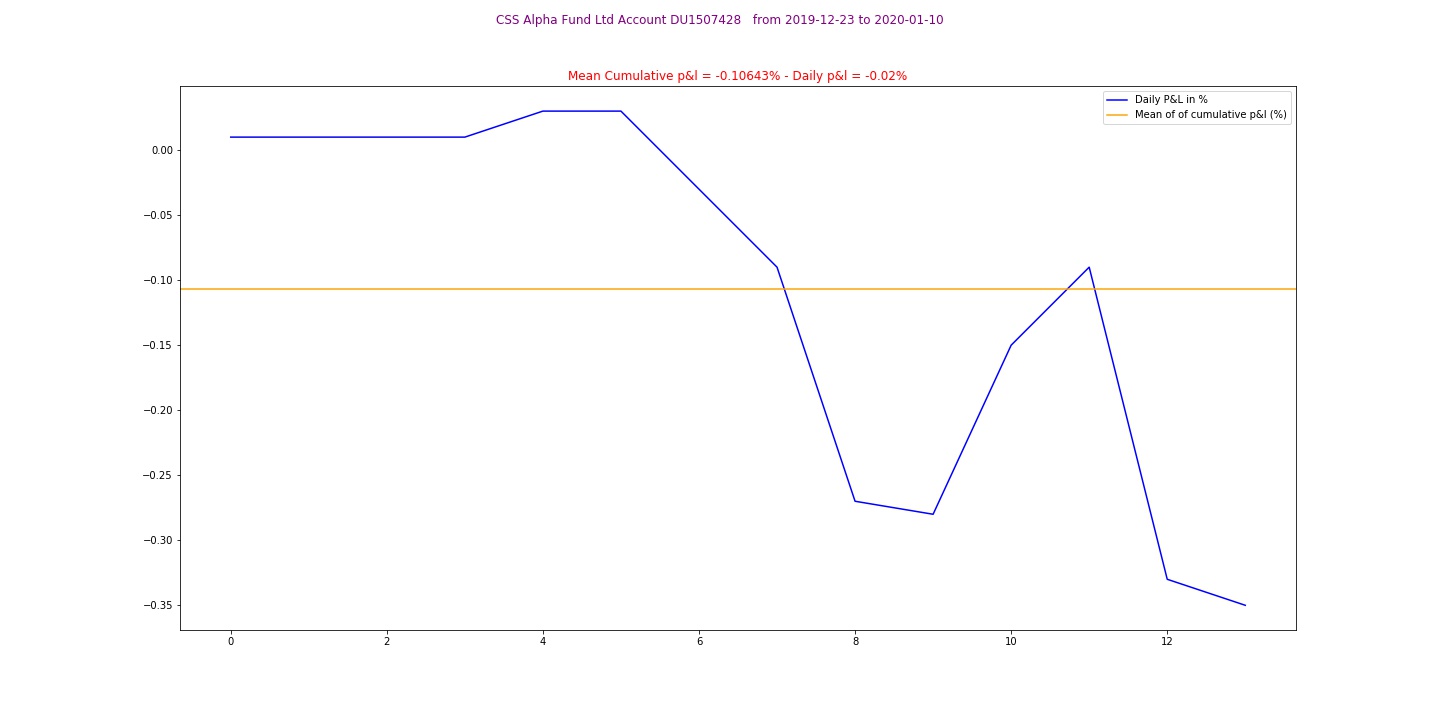 CSS Alpha Fund Ltd Account DU1507428   from 2019-12-23 to 2020-01-10
Mean Cumulative p&l = -0.10643% - Daily p&l = -0.02%
Daily P&L in %
Mean of of cumulative p&l (%)
0.00
−0.05
−0.10
−0.15
−0.20
−0.25
−0.30
−0.35
0 2 4 6 8 10 12